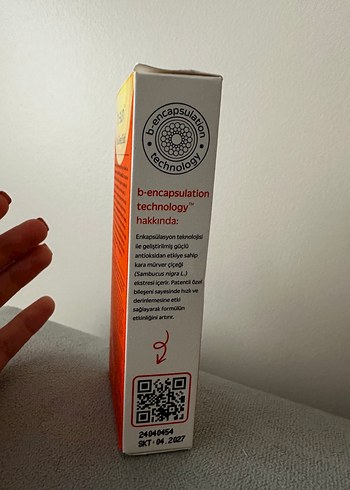 b-encapsulation
technology
b-encapsulation
technology™
hakkında:
Enkapsülasyon teknolojisi
ile geliştirilmiş güçlü
antioksidan etkiye sahip
kara mürver çiçeği
(Sambucus nigra L.)
ekstresi içerir. Patentli özel
bileşeni sayesinde hızlı ve
derinlemesine etki
sağlayarak formülün
etkinliğini artırır.
24040454
SKT:04.2027